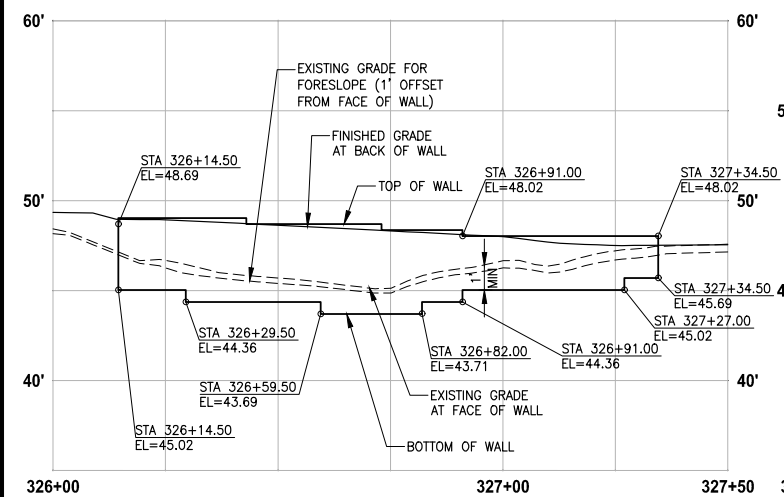 60'
60'
EXISTING GRADE FOR
FORESLOPE (1' OFFSET
FROM FACE OF WALL)
5
FINISHED GRADE
AT BACK OF WALL
STA 326+14.50
EL=48.69
STA 326+91.00
EL=48.02
STA 327+34.50
EL=48.02
TOP OF WALL
50'
50'
1'
MIN
4
STA 327+34.50
EL=45.69
STA 326+29.50
EL=44.36
STA 327+27.00
EL=45.02
STA 326+82.00
EL=43.71
STA 326+91.00
EL=44.36
40'
40'
STA 326+59.50
EL=43.69
EXISTING GRADE
AT FACE OF WALL
STA 326+14.50
EL=45.02
BOTTOM OF WALL
326+00
327+00
327+50